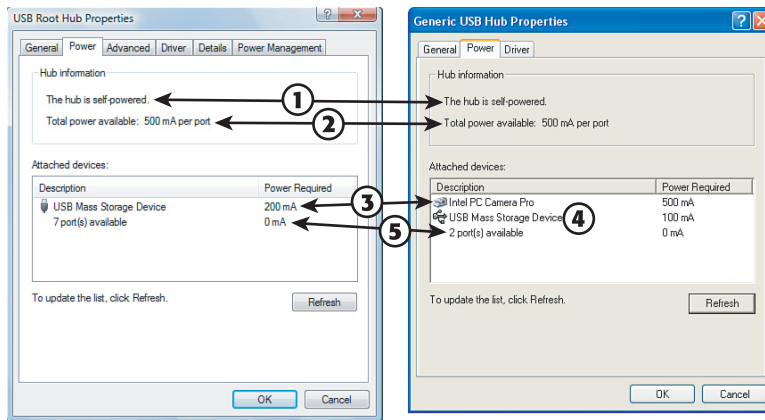 USB Root Hub Properties
General Power Advanced Driver Details Power Management
Hub information
The hub is self-powered.
Total power available: 500 mA per port
Attached devices:
Description Power Required
USB Mass Storage Device 200 mA
7 port(s) available 0 mA
To update the list, click Refresh.
Refresh
OK Cancel
1
2
3
4
5
Generic USB Hub Properties
General Power Driver
Hub information
The hub is self-powered.
Total power available: 500 mA per port
Attached devices:
Description Power Required
Intel PC Camera Pro 500 mA
USB Mass Storage Device 100 mA
2 port(s) available 0 mA
To update the list, click Refresh.
Refresh
OK Cancel